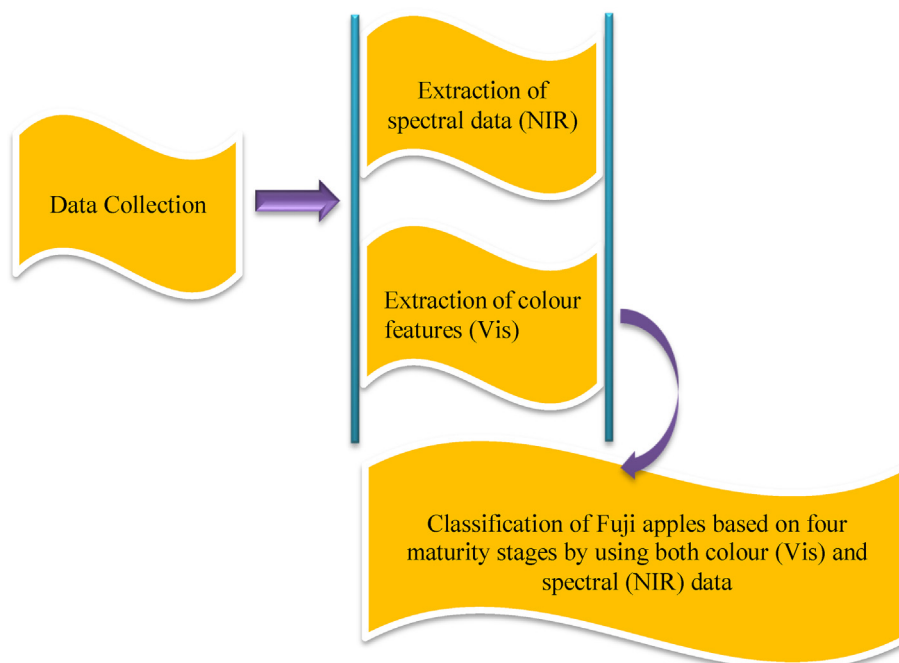 Data Collection
Extraction of
spectral data (NIR)
Extraction of colour
features (Vis)
Classification of Fuji apples based on four
maturity stages by using both colour (Vis) and
spectral (NIR) data